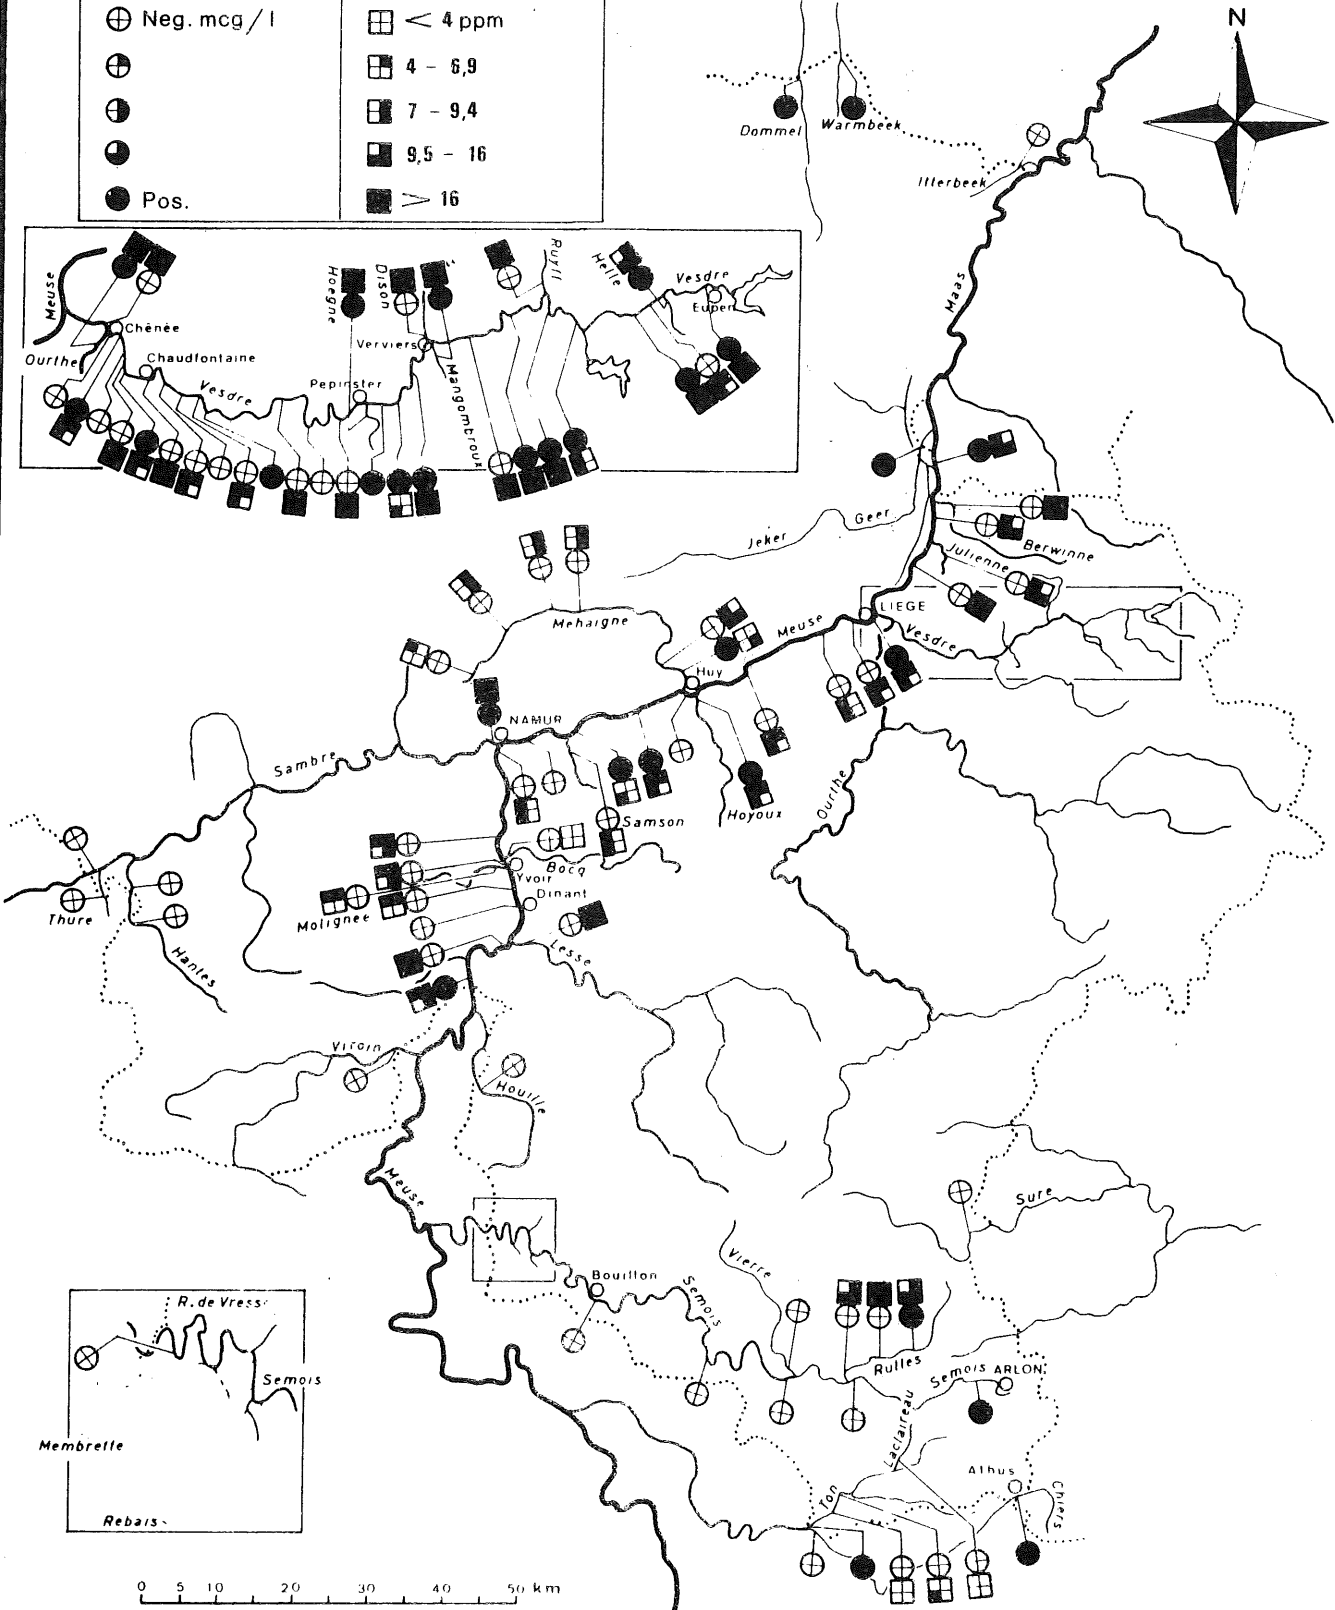 Neg. mcg/l
< 4 ppm
4 - 6,9
7 - 9,4
9,5 - 16
Pos.
> 16
N
Dommel
Warmbeek
Itterbeek
Maas
Meuse
Chênée
Ourthe
Chaudfontaine
Vesdre
Hoegne
Pepinster
Dison
Verviers
Mangombroux
Ruyff
Helle
Vesdre
Eupen
Jeker
Geer
Berwinne
Julienne
LIEGE
Vesdre
Mehaigne
Meuse
Huy
NAMUR
Sambre
Samson
Hoyoux
Ourthe
Bocq
Yvoir
Dinant
Molignée
Thure
Hantes
Lesse
Viroin
Houille
Meuse
Sure
Bouillon
Semois
Vierre
Rulles
Semois
ARLON
Laclaireau
Athus
Ton
Chiers
R. de Vress
Semois
Membrette
Rebais
0 5 10 20 30 40 50 km